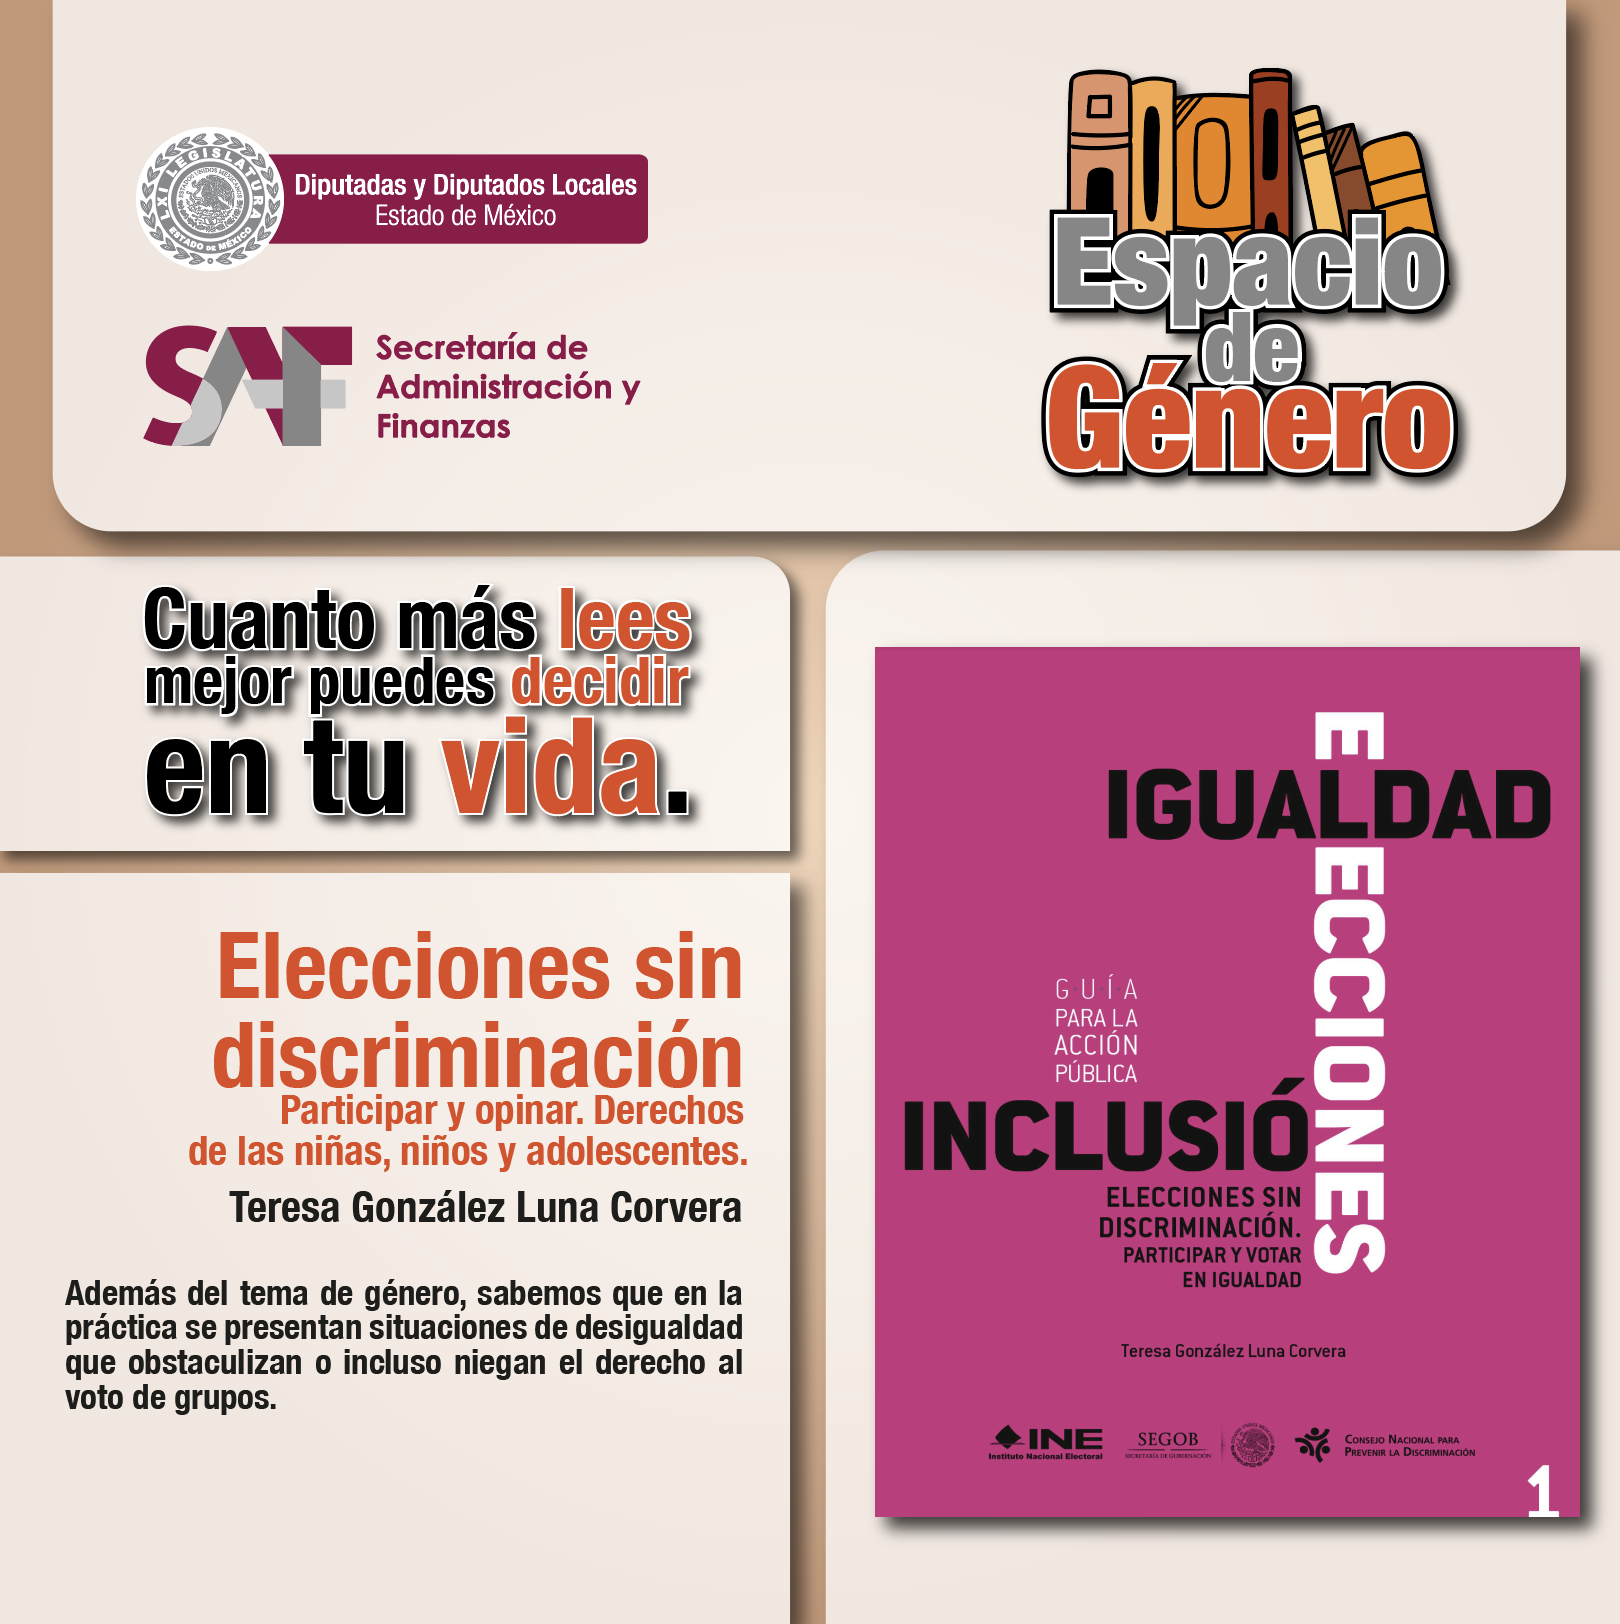 LXI LEGISLATURA
ESTADO DE MÉXICO
Diputadas y Diputados Locales
Estado de México
SAF
Secretaría de
Administración y
Finanzas
Espacio
de
Género
Cuanto más lees
mejor puedes decidir
en tu vida.
Elecciones sin
discriminación
Participar y opinar. Derechos
de las niñas, niños y adolescentes.
Teresa González Luna Corvera
Además del tema de género, sabemos que en la
práctica se presentan situaciones de desigualdad
que obstaculizan o incluso niegan el derecho al
voto de grupos.
IGUALDAD
ELECCIONES
G·U·Í·A
PARA LA
ACCIÓN
PÚBLICA
INCLUSIÓ
ELECCIONES SIN
DISCRIMINACIÓN.
PARTICIPAR Y VOTAR
EN IGUALDAD
Teresa González Luna Corvera
INE
Instituto Nacional Electoral
SEGOB
SECRETARÍA DE GOBERNACIÓN
CONSEJO NACIONAL PARA
PREVENIR LA DISCRIMINACIÓN
1